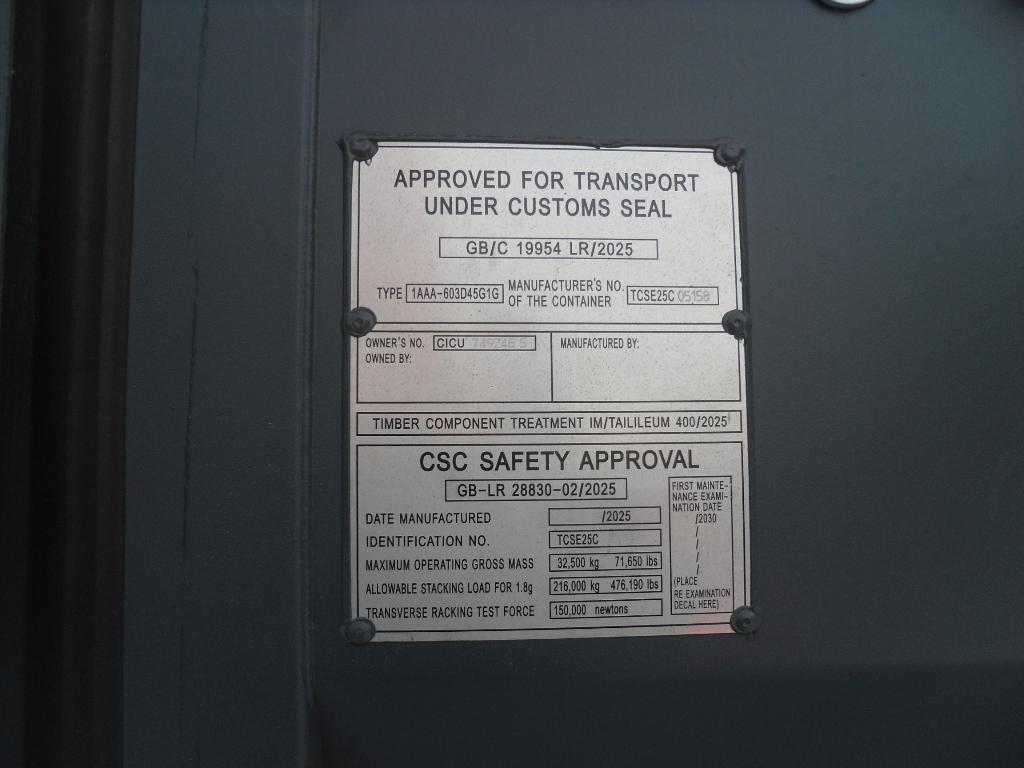 APPROVED FOR TRANSPORT
UNDER CUSTOMS SEAL
GB/C 19954 LR/2025
TYPE 1AAA-603D45G1G MANUFACTURER'S NO. OF THE CONTAINER TCSE25C 05158
OWNER'S NO. CICU 749246 5
OWNED BY:
MANUFACTURED BY:
TIMBER COMPONENT TREATMENT IM/TAILILEUM 400/2025
CSC SAFETY APPROVAL
GB-LR 28830-02/2025
DATE MANUFACTURED /2025
IDENTIFICATION NO. TCSE25C
MAXIMUM OPERATING GROSS MASS 32,500 kg 71,650 lbs
ALLOWABLE STACKING LOAD FOR 1.8g 216,000 kg 476,190 lbs
TRANSVERSE RACKING TEST FORCE 150,000 newtons
FIRST MAINTE-
NANCE EXAMI-
NATION DATE
/2030
/
/
/
/
(PLACE
RE EXAMINATION
DECAL HERE)